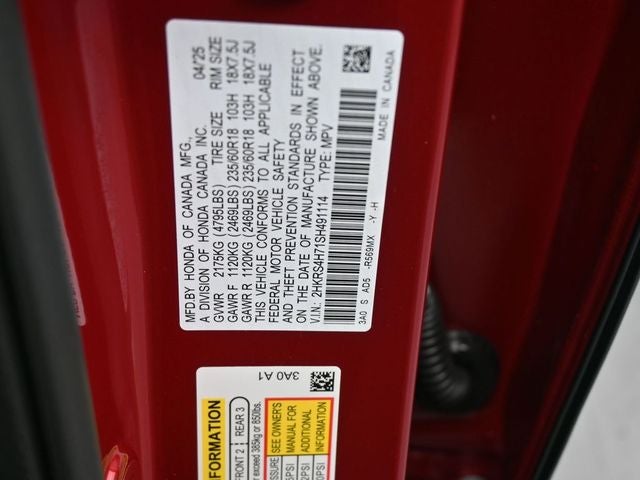 MFD.BY HONDA OF CANADA MFG., 04/25
A DIVISION OF HONDA CANADA INC.
TIRE SIZE RIM SIZE
GVWR 2175KG (4795LBS)
GAWR F 1120KG (2469LBS) 235/60R18 103H 18X7.5J
GAWR R 1120KG (2469LBS) 235/60R18 103H 18X7.5J
THIS VEHICLE CONFORMS TO ALL APPLICABLE
FEDERAL MOTOR VEHICLE SAFETY
AND THEFT PREVENTION STANDARDS IN EFFECT
ON THE DATE OF MANUFACTURE SHOWN ABOVE.
V.I.N.: 2HKRS4H71SH491114 TYPE: MPV
3A0 S AD5 -R569MX -Y -H
MADE IN CANADA
3A0 A1
FORMATION
FRONT 2 REAR 3
exceed 385kg or 850lbs.
SEE OWNER'S
MANUAL FOR
ADDITIONAL
INFORMATION